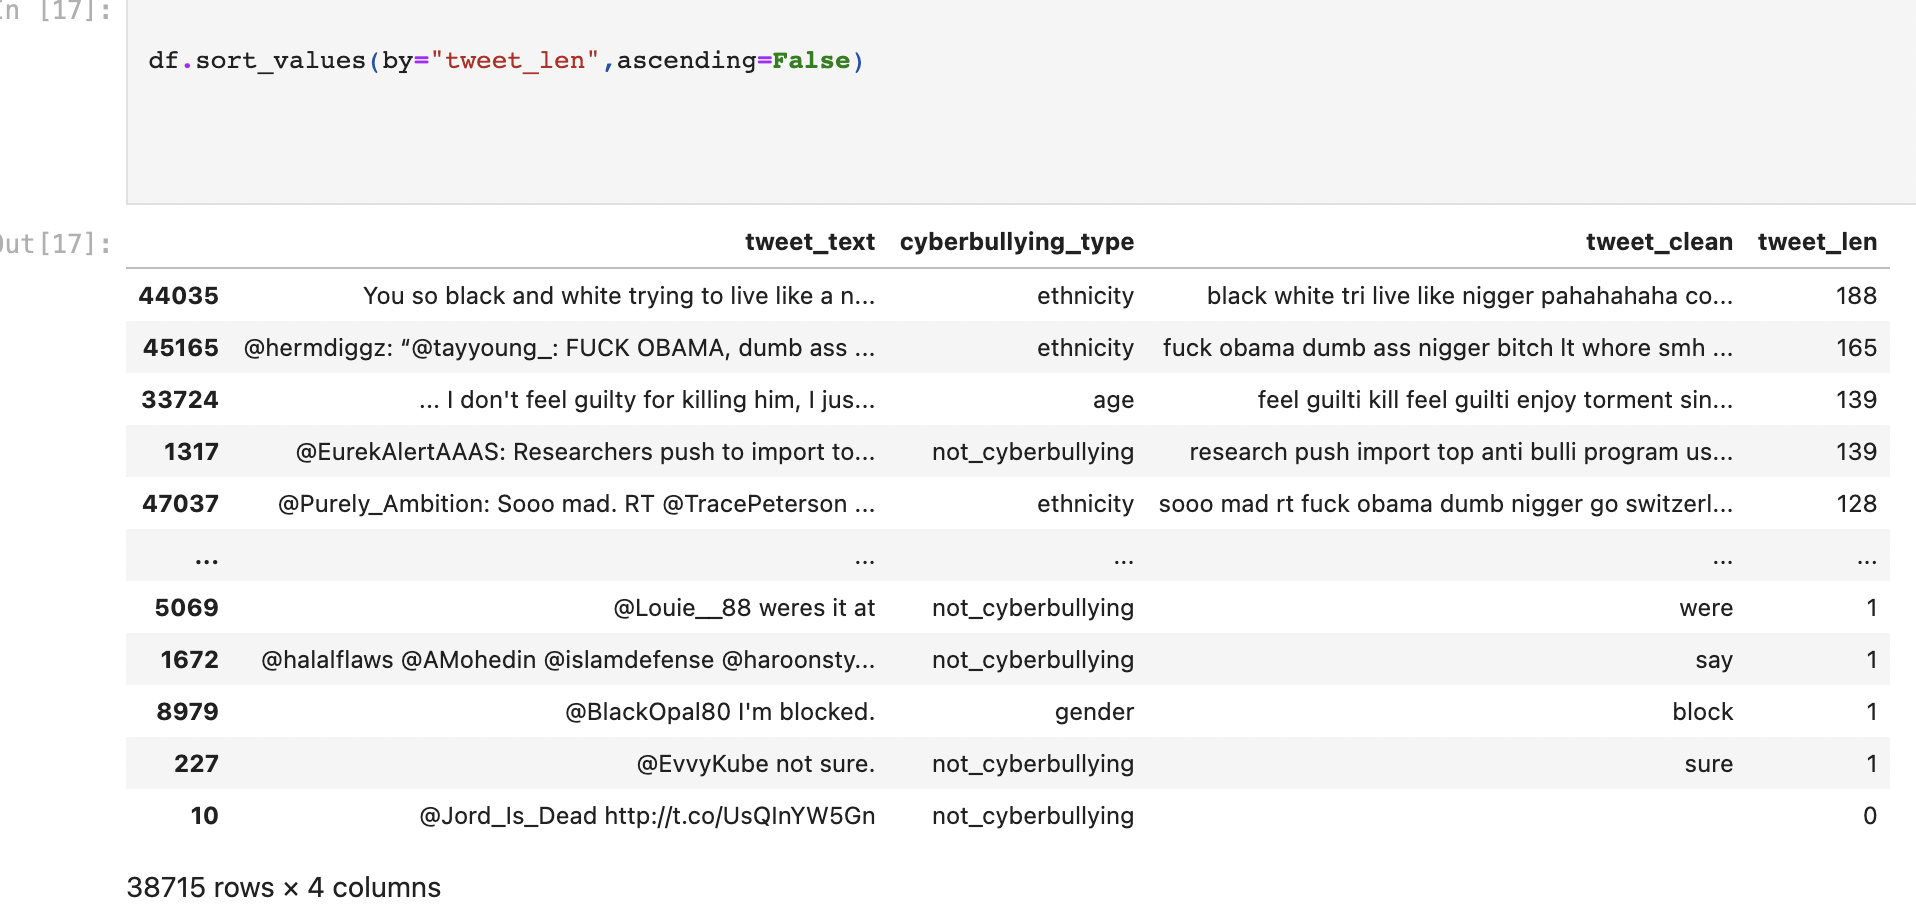 In [17]:
df.sort_values(by="tweet_len",ascending=False)
Out[17]:
tweet_text cyberbullying_type tweet_clean tweet_len
44035 You so black and white trying to live like a n... ethnicity black white tri live like nigger pahahahaha co... 188
45165 @hermdiggz: “@tayyoung_: FUCK OBAMA, dumb ass ... ethnicity fuck obama dumb ass nigger bitch lt whore smh ... 165
33724 ... I don't feel guilty for killing him, I jus... age feel guilti kill feel guilti enjoy torment sin... 139
1317 @EurekAlertAAAS: Researchers push to import to... not_cyberbullying research push import top anti bulli program us... 139
47037 @Purely_Ambition: Sooo mad. RT @TracePeterson ... ethnicity sooo mad rt fuck obama dumb nigger go switzerl... 128
... ... ... ... ...
5069 @Louie__88 weres it at not_cyberbullying were 1
1672 @halalflaws @AMohedin @islamdefense @haroonsty... not_cyberbullying say 1
8979 @BlackOpal80 I'm blocked. gender block 1
227 @EvvyKube not sure. not_cyberbullying sure 1
10 @Jord_Is_Dead http://t.co/UsQInYW5Gn not_cyberbullying 0
38715 rows × 4 columns